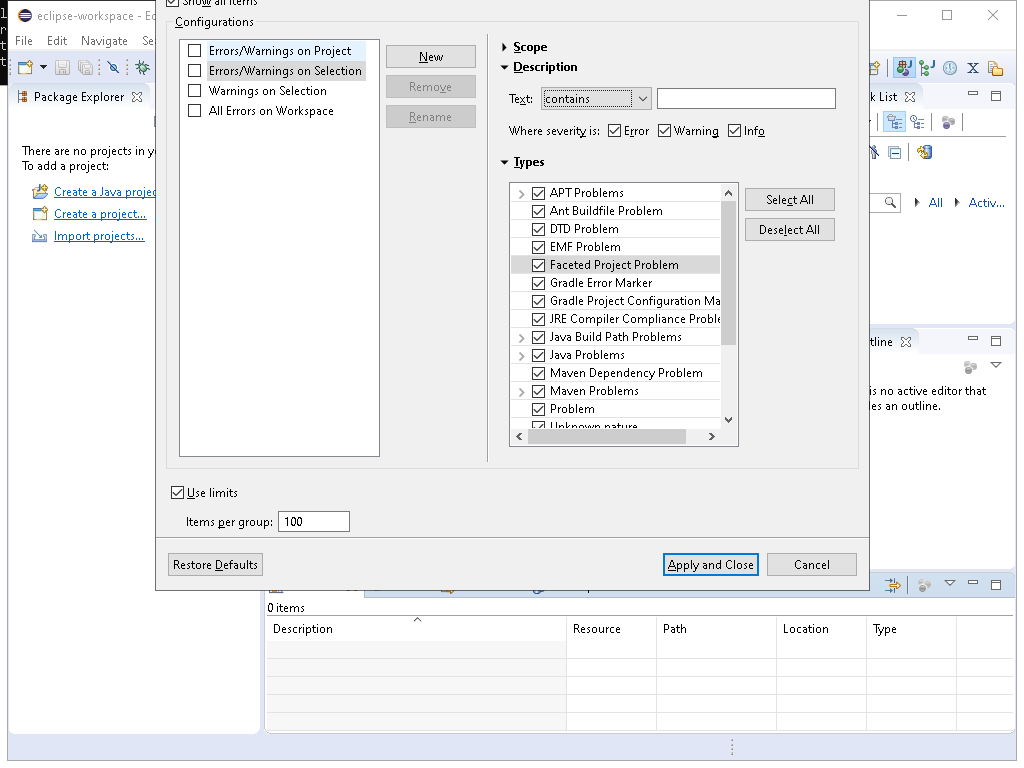 eclipse-workspace - Ec
Show all items
File Edit Navigate Se
Configurations
Errors/Warnings on Project
Errors/Warnings on Selection
Warnings on Selection
All Errors on Workspace
New
Remove
Rename
Scope
Description
Text: contains
Where severity is: Error Warning Info
Types
APT Problems
Ant Buildfile Problem
DTD Problem
EMF Problem
Faceted Project Problem
Gradle Error Marker
Gradle Project Configuration Ma
JRE Compiler Compliance Proble
Java Build Path Problems
Java Problems
Maven Dependency Problem
Maven Problems
Problem
Unknown nature
Select All
Deselect All
Use limits
Items per group: 100
Restore Defaults
Apply and Close
Cancel
Package Explorer
There are no projects in y
To add a project:
Create a Java projec
Create a project...
Import projects...
k List
All Activ...
tline
is no active editor that
les an outline.
0 items
Description Resource Path Location Type